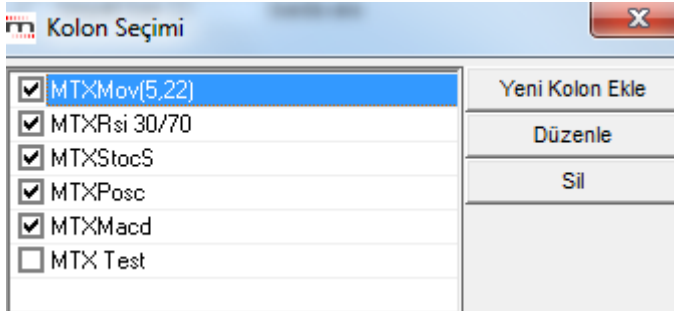 Kolon Seçimi
MTXMov(5,22)
MTXRsi 30/70
MTXStocS
MTXPosc
MTXMacd
MTX Test
Yeni Kolon Ekle
Düzenle
Sil